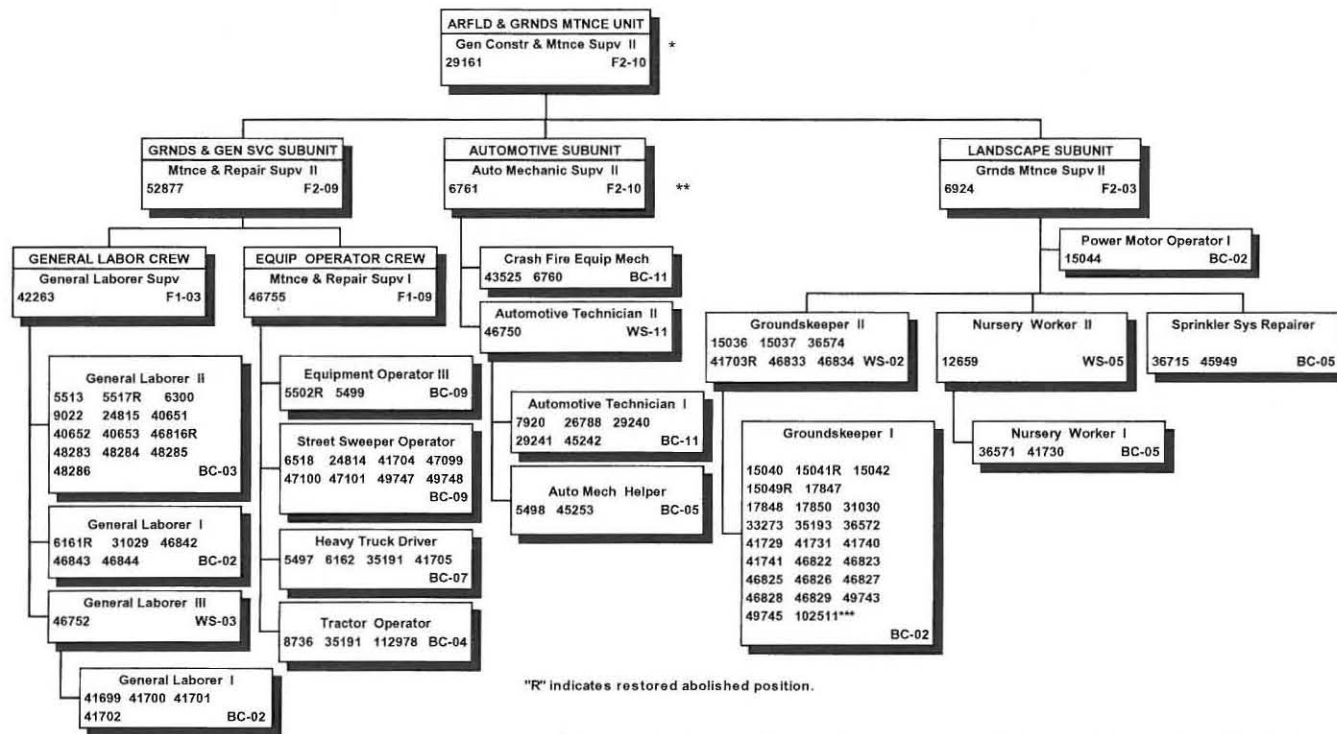 ARFLD & GRNDS MTNCE UNIT
Gen Constr & Mtnce Supv II *
29161 F2-10
GRNDS & GEN SVC SUBUNIT
Mtnce & Repair Supv II
52877 F2-09
AUTOMOTIVE SUBUNIT
Auto Mechanic Supv II
6761 F2-10 **
LANDSCAPE SUBUNIT
Grnds Mtnce Supv II
6924 F2-03
GENERAL LABOR CREW
General Laborer Supv
42263 F1-03
EQUIP OPERATOR CREW
Mtnce & Repair Supv I
46755 F1-09
General Laborer II
5513 5517R 6300
9022 24815 40651
40652 40653 46816R
48283 48284 48285
48286 BC-03
General Laborer I
6161R 31029 46842
46843 46844 BC-02
General Laborer III
46752 WS-03
General Laborer I
41699 41700 41701
41702 BC-02
Equipment Operator III
5502R 5499 BC-09
Street Sweeper Operator
6518 24814 41704 47099
47100 47101 49747 49748
BC-09
Heavy Truck Driver
5497 6162 35191 41705
BC-07
Tractor Operator
8736 35191 112978 BC-04
Crash Fire Equip Mech
43525 6760 BC-11
Automotive Technician II
46750 WS-11
Automotive Technician I
7920 26788 29240
29241 45242 BC-11
Auto Mech Helper
5498 45253 BC-05
Power Motor Operator I
15044 BC-02
Groundskeeper II
15036 15037 36574
41703R 46833 46834 WS-02
Groundskeeper I
15040 15041R 15042
15049R 17847
17848 17850 31030
33273 35193 36572
41729 41731 41740
41741 46822 46823
46825 46826 46827
46828 46829 49743
49745 102511***
BC-02
Nursery Worker II
12659 WS-05
Nursery Worker I
36571 41730 BC-05
Sprinkler Sys Repairer
36715 45949 BC-05
"R" indicates restored abolished position.